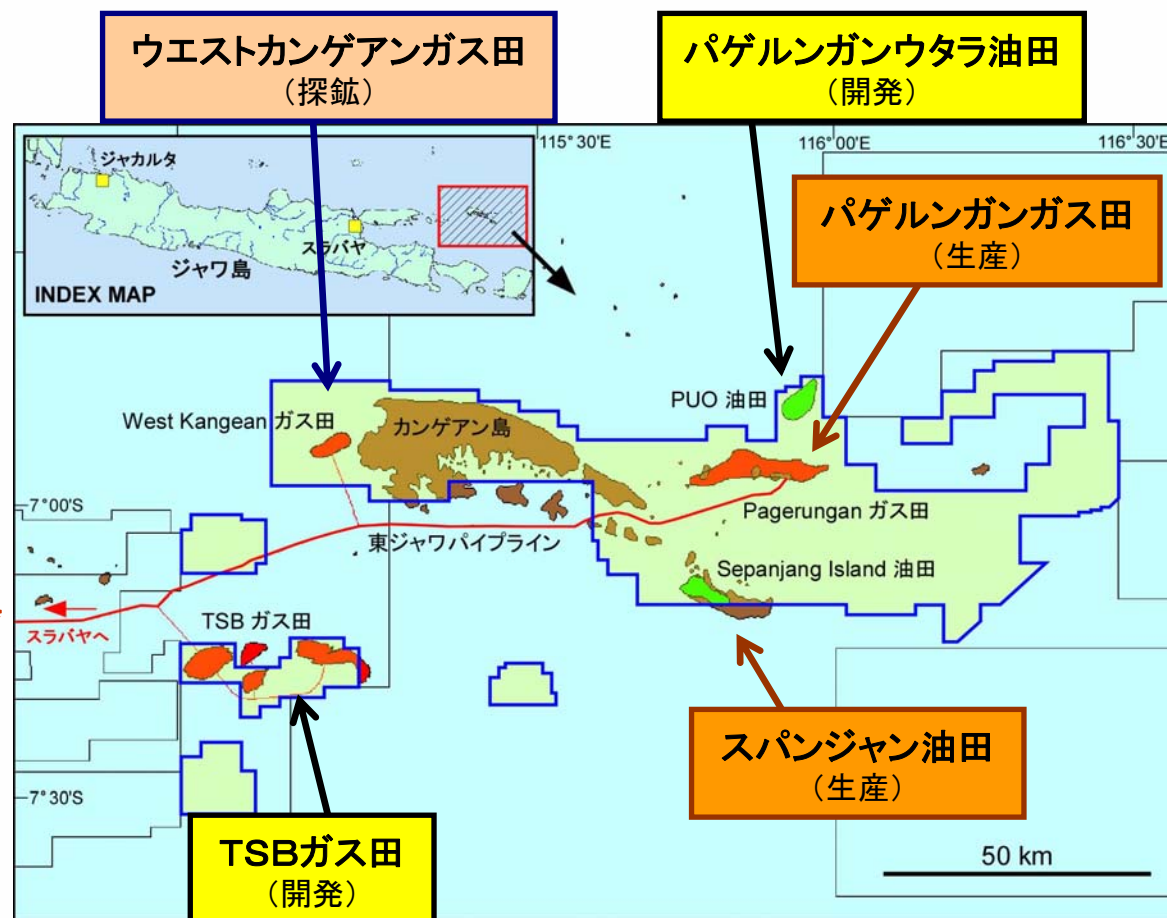 ウエストカンゲアンガス田
（探鉱）
パゲルンガンウタラ油田
（開発）
115° 30'E
116° 00'E
116° 30'E
ジャカルタ
スラバヤ
ジャワ島
INDEX MAP
パゲルンガンガス田
（生産）
PUO 油田
West Kangean ガス田
カンゲアン島
7° 00'S
Pagerungan ガス田
東ジャワパイプライン
Sepanjang Island 油田
TSB ガス田
スラバヤへ
スパンジャン油田
（生産）
7° 30'S
TSBガス田
（開発）
50 km